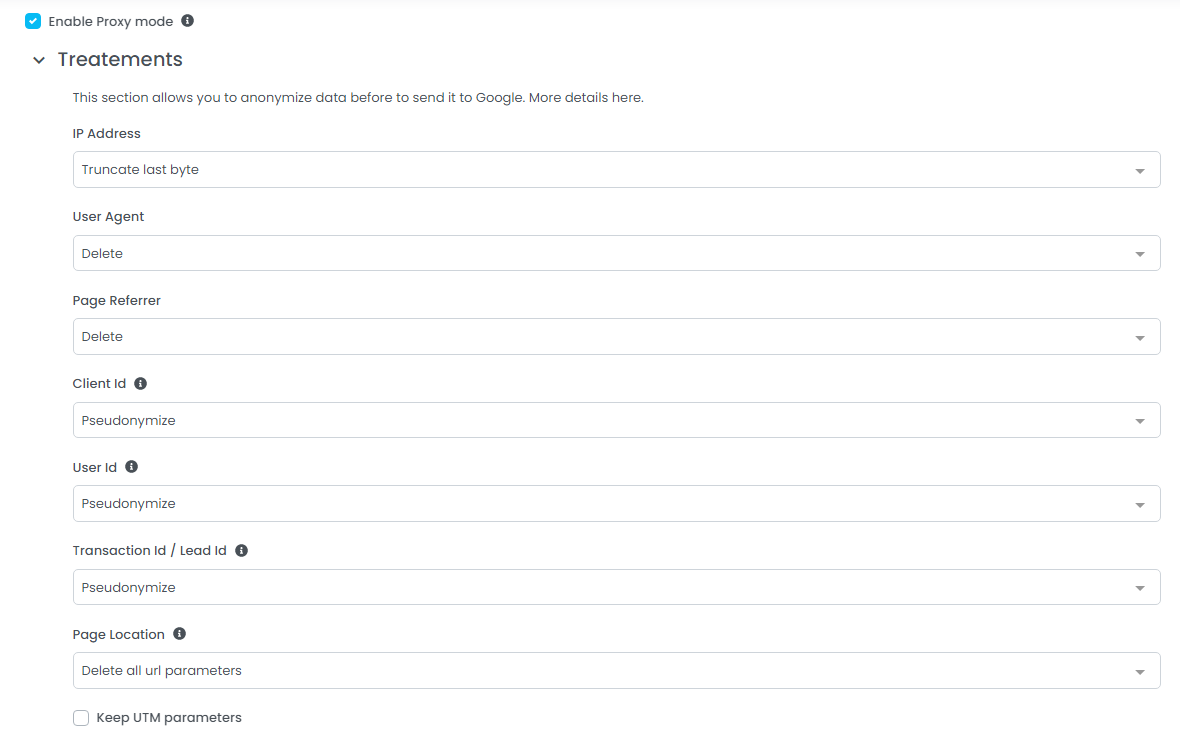 Enable Proxy mode
Treatements
This section allows you to anonymize data before to send it to Google. More details here.
IP Address
Truncate last byte
User Agent
Delete
Page Referrer
Delete
Client Id
Pseudonymize
User Id
Pseudonymize
Transaction Id / Lead Id
Pseudonymize
Page Location
Delete all url parameters
Keep UTM parameters